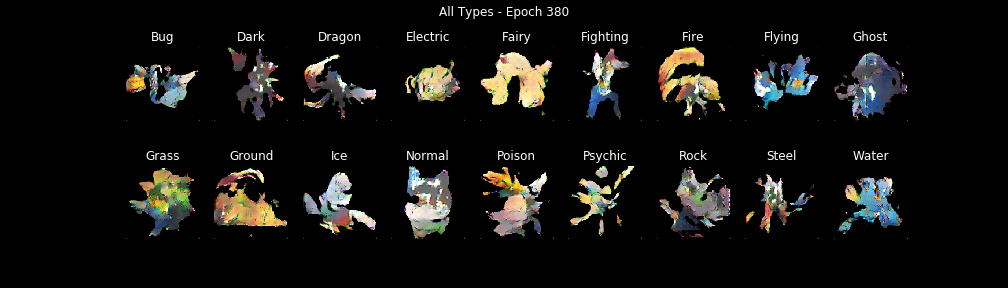 All Types - Epoch 380
Bug Dark Dragon Electric Fairy Fighting Fire Flying Ghost
Grass Ground Ice Normal Poison Psychic Rock Steel Water